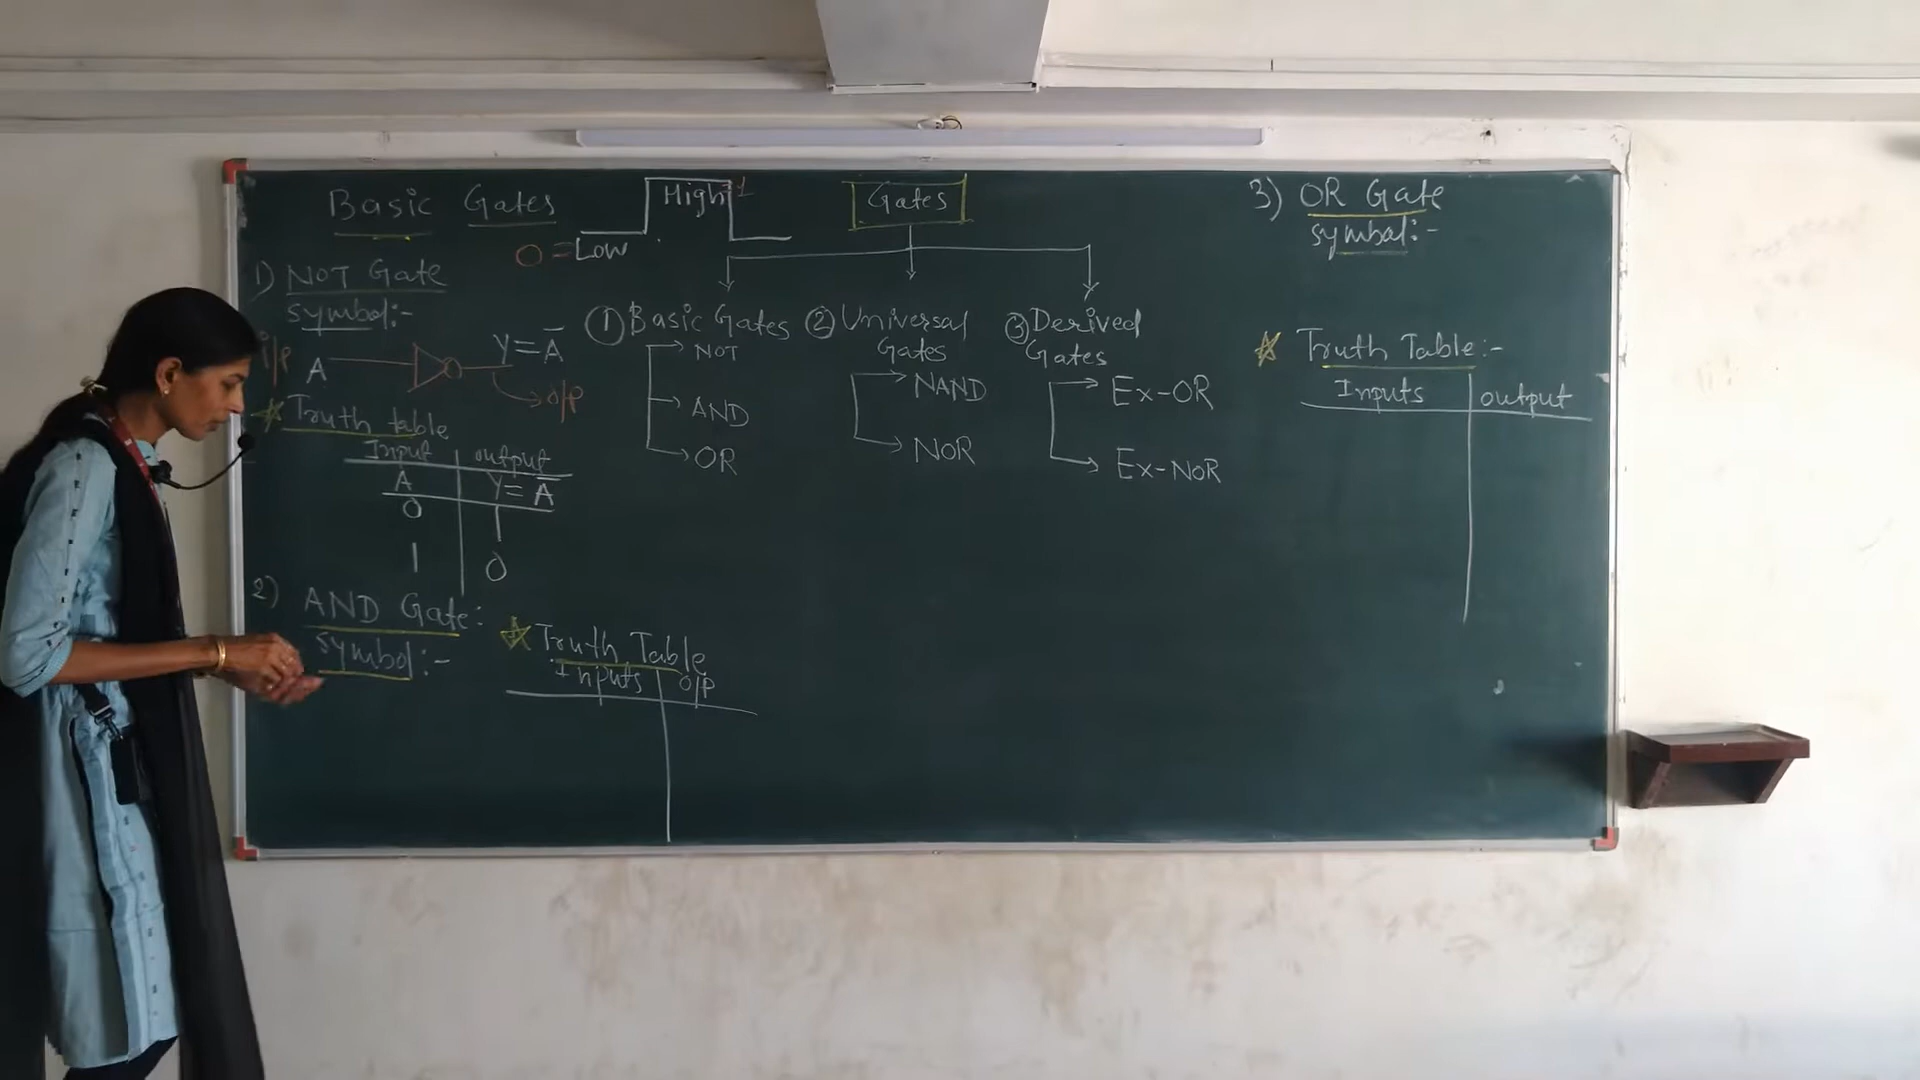 Basic Gates
High=1
0=Low
1) NOT Gate
symbol:-
i/p A
Y=A̅
o/p
☆ Truth table
Input output
A Y=A̅
0 1
1 0
2) AND Gate:
symbol:-
☆ Truth Table
Inputs O/P
Gates
① Basic Gates
NOT
AND
OR
② Universal
Gates
NAND
NOR
③ Derived
Gates
Ex-OR
Ex-NOR
3) OR Gate
symbol:-
☆ Truth Table:-
Inputs output